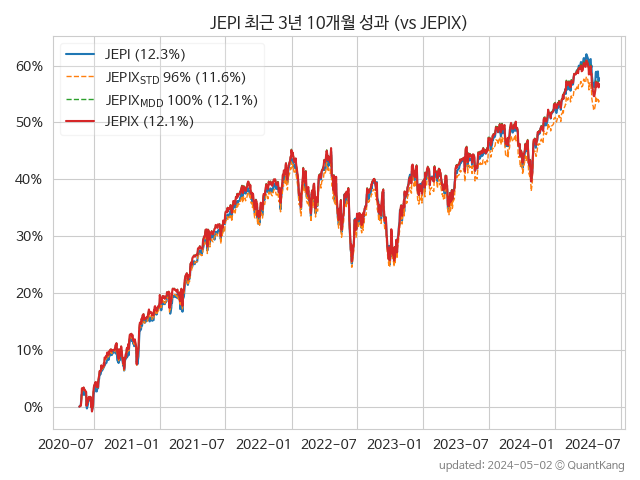 JEPI 최근 3년 10개월 성과 (vs JEPIX)
JEPI (12.3%)
JEPIX_STD 96% (11.6%)
JEPIX_MDD 100% (12.1%)
JEPIX (12.1%)
60%
50%
40%
30%
20%
10%
0%
2020-07 2021-01 2021-07 2022-01 2022-07 2023-01 2023-07 2024-01 2024-07
updated: 2024-05-02 © QuantKang